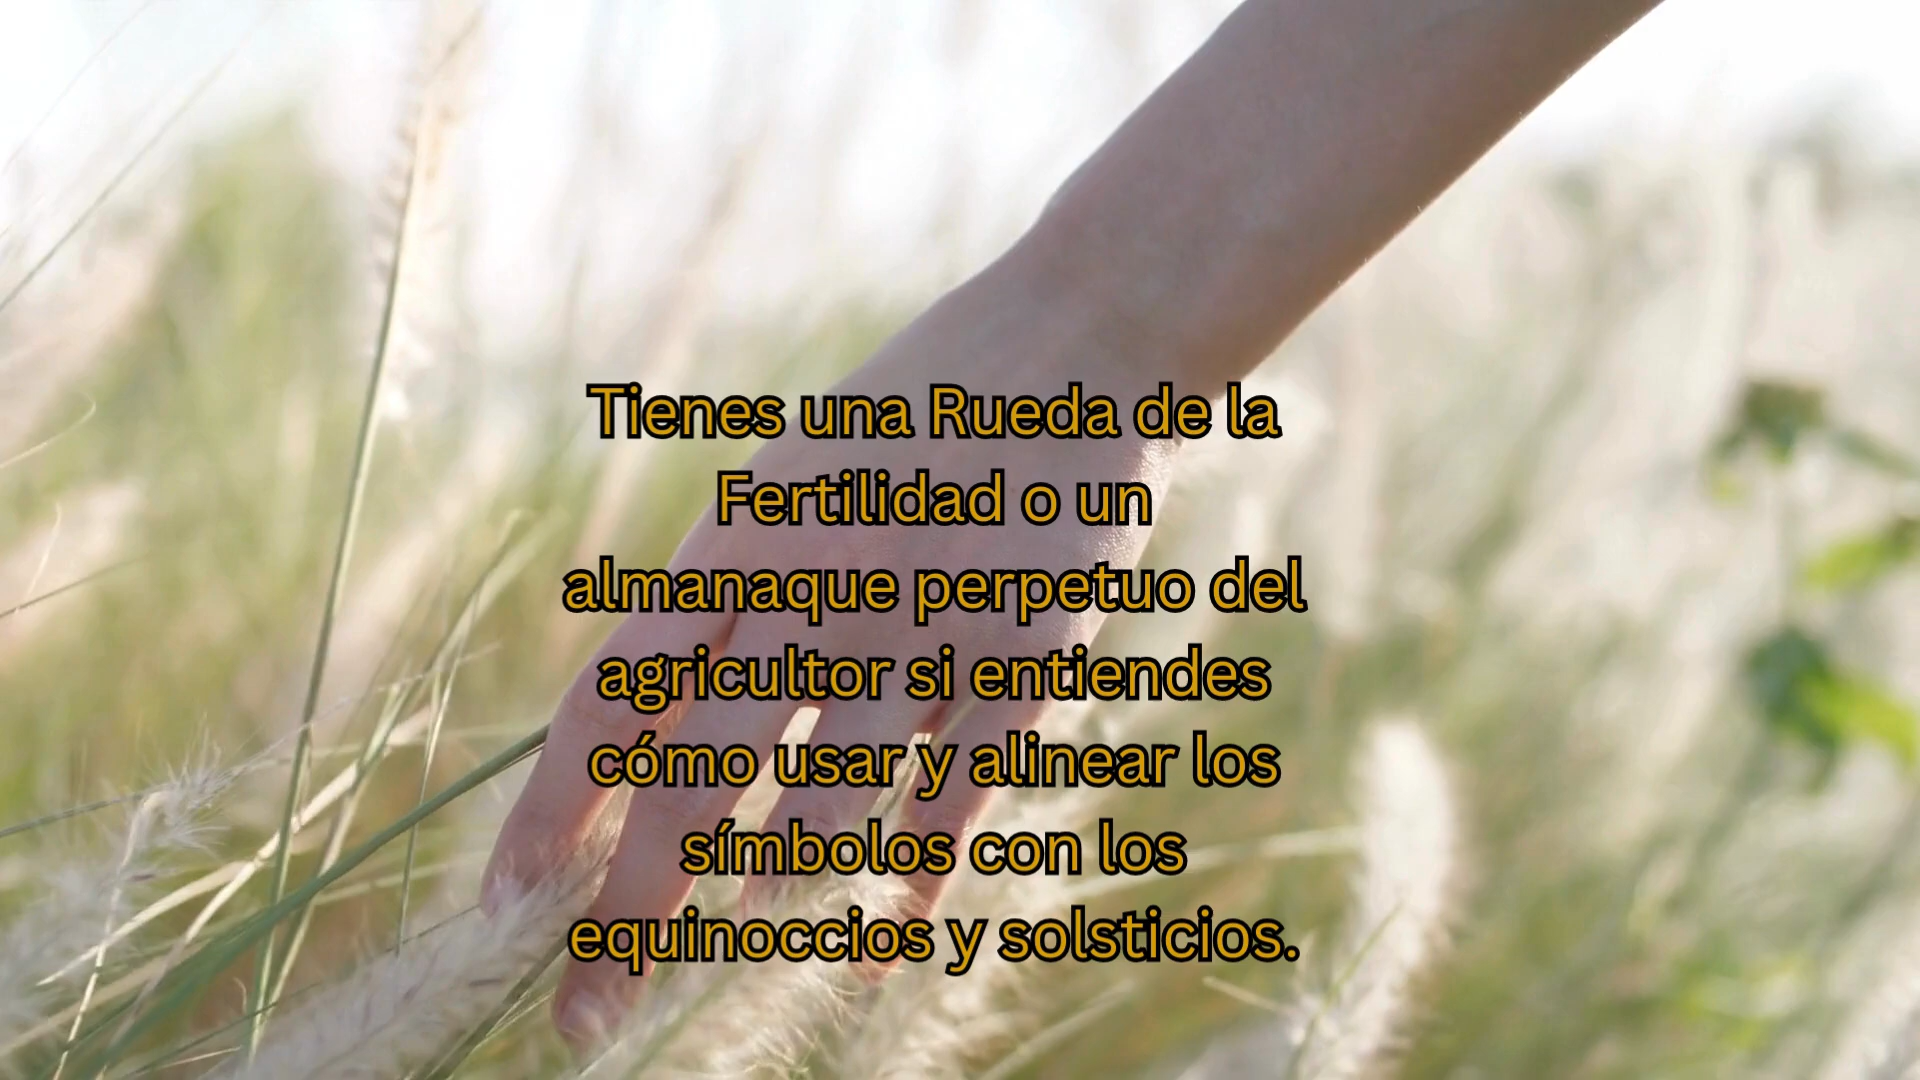 Tienes una Rueda de la
Fertilidad o un
almanaque perpetuo del
agricultor si entiendes
cómo usar y alinear los
símbolos con los
equinoccios y solsticios.